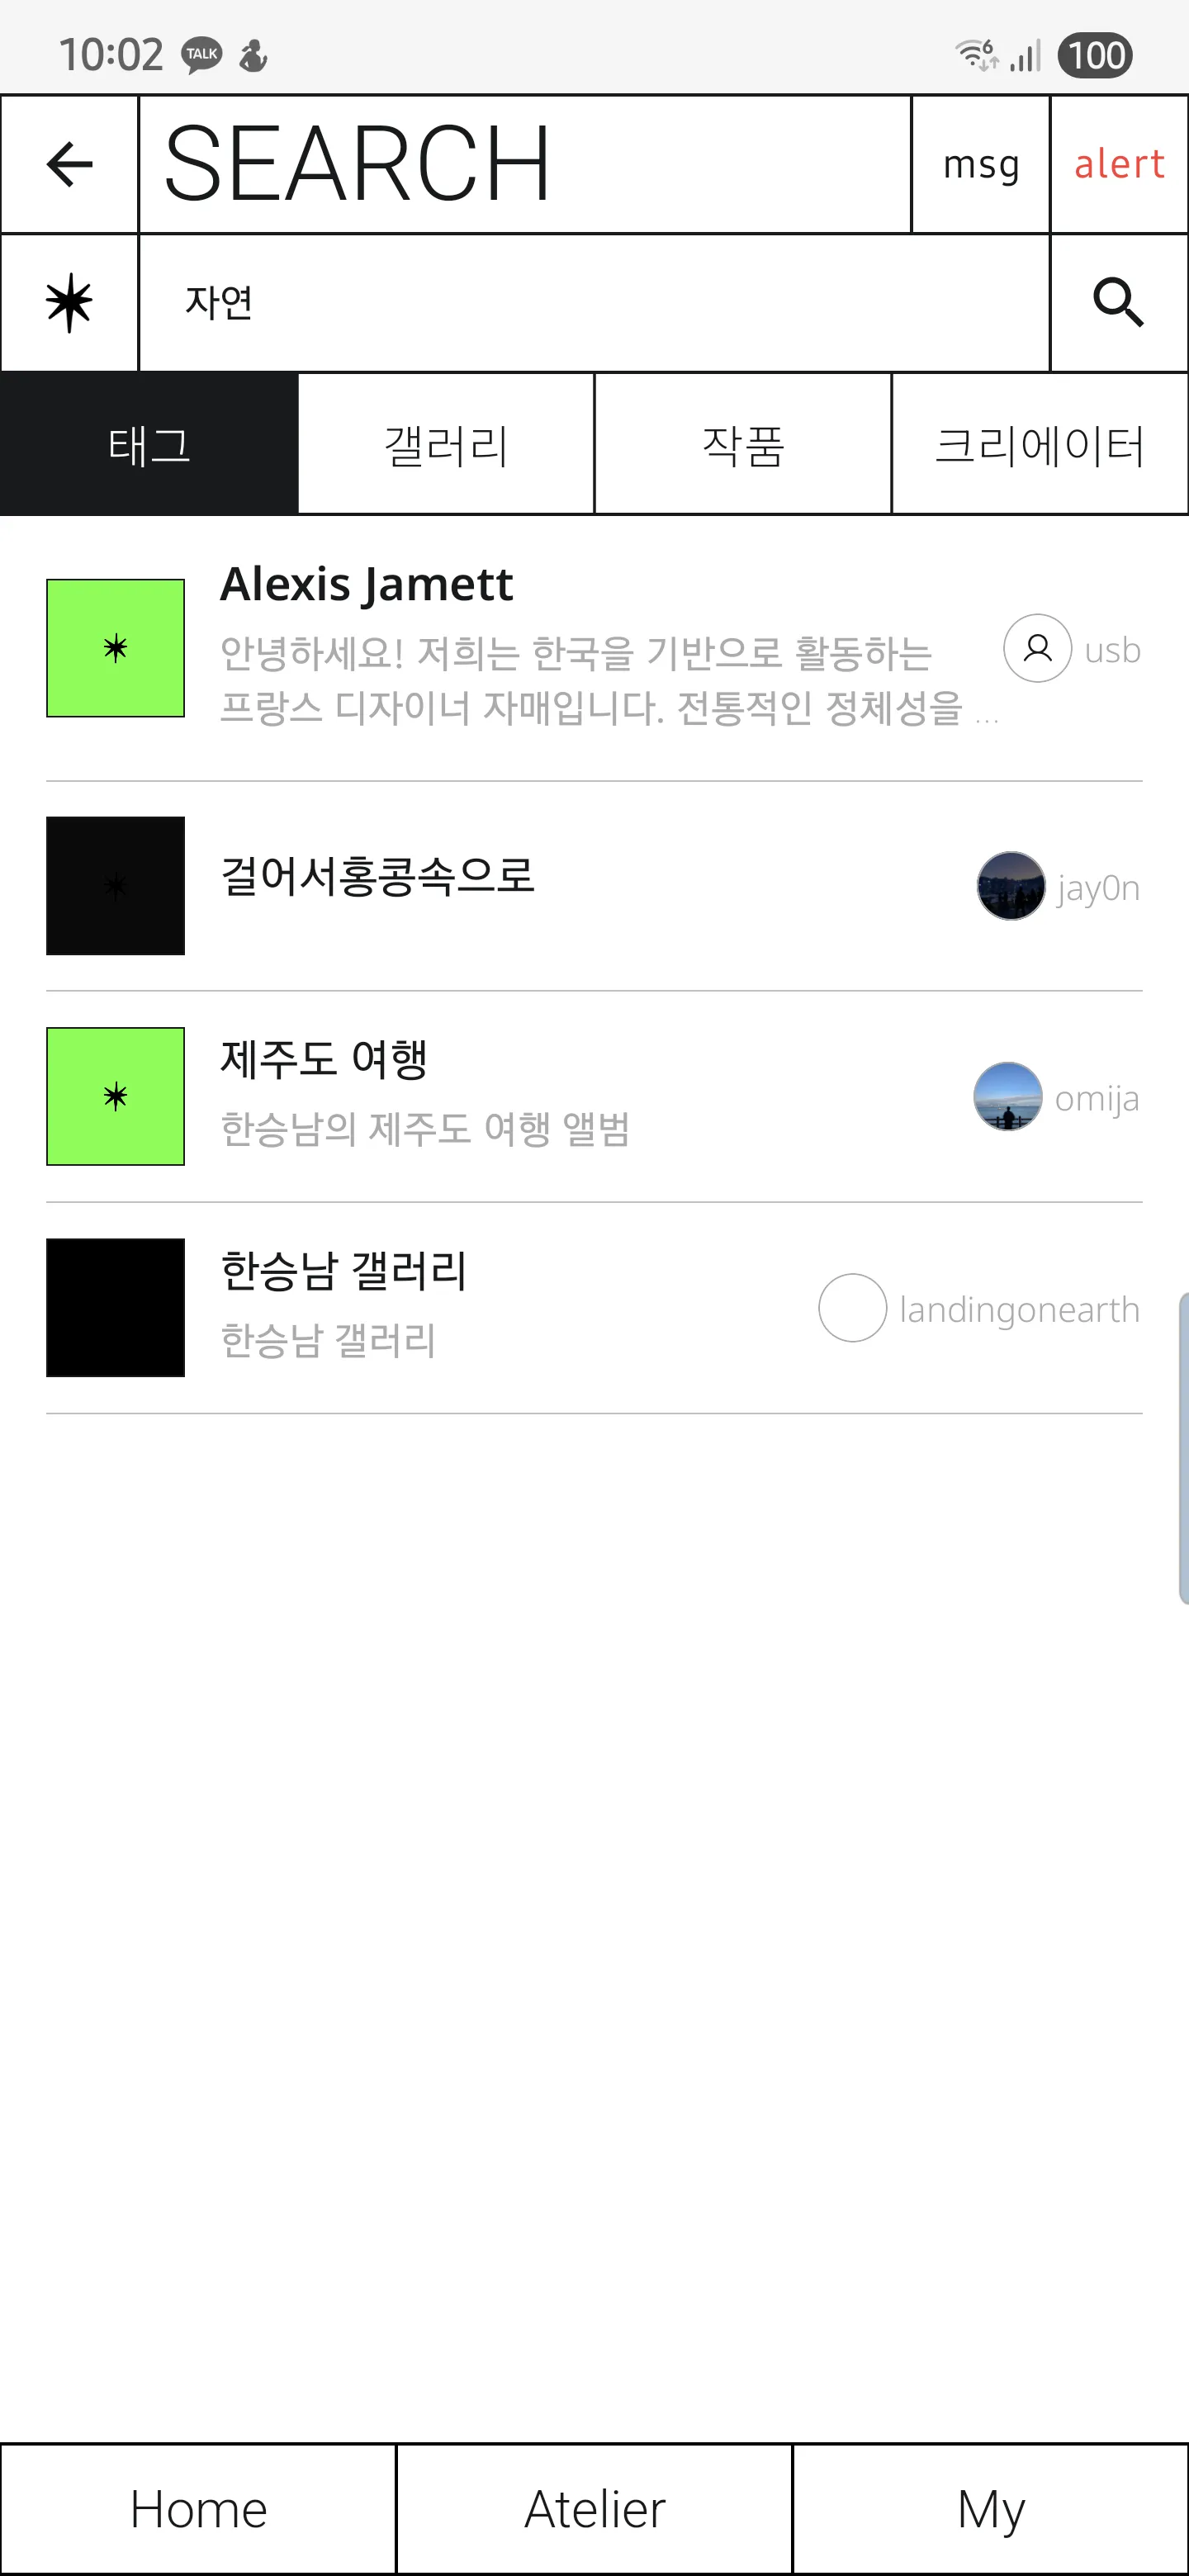 10:02 TALK 6 100
SEARCH msg alert
자연
태그 갤러리 작품 크리에이터
Alexis Jamett
안녕하세요! 저희는 한국을 기반으로 활동하는
프랑스 디자이너 자매입니다. 전통적인 정체성을 ...
usb
걸어서홍콩속으로
jay0n
제주도 여행
한승남의 제주도 여행 앨범
omija
한승남 갤러리
한승남 갤러리
landingonearth
Home Atelier My